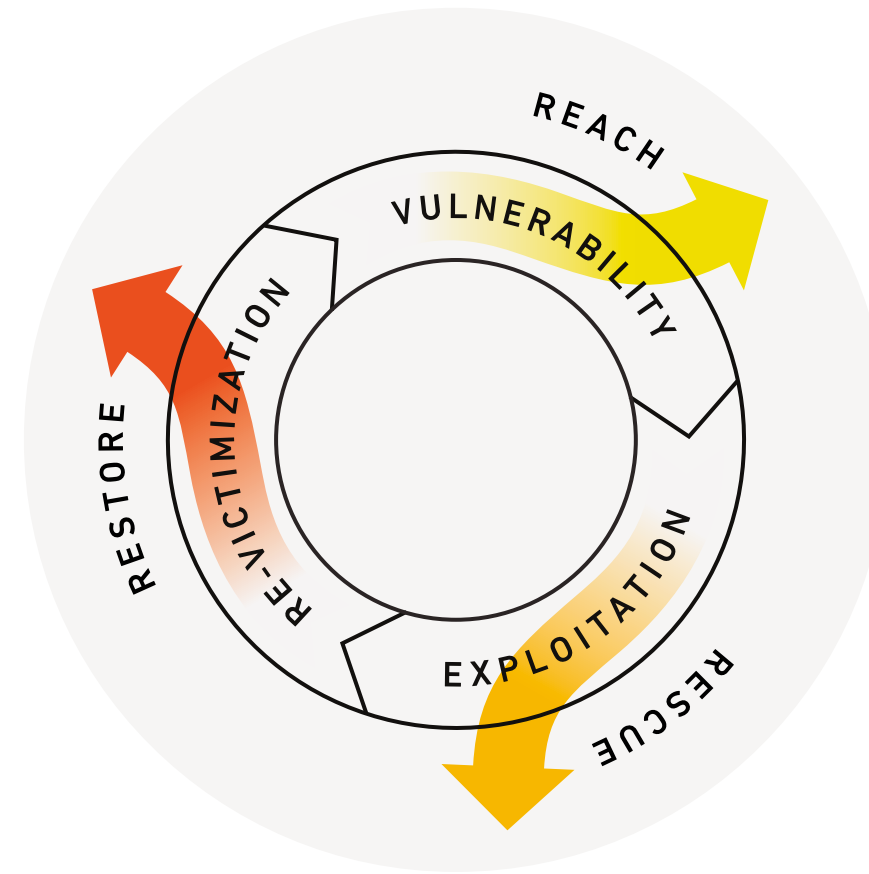 REACH
VULNERABILITY
EXPLOITATION
RESCUE
RE-VICTIMIZATION
RESTORE